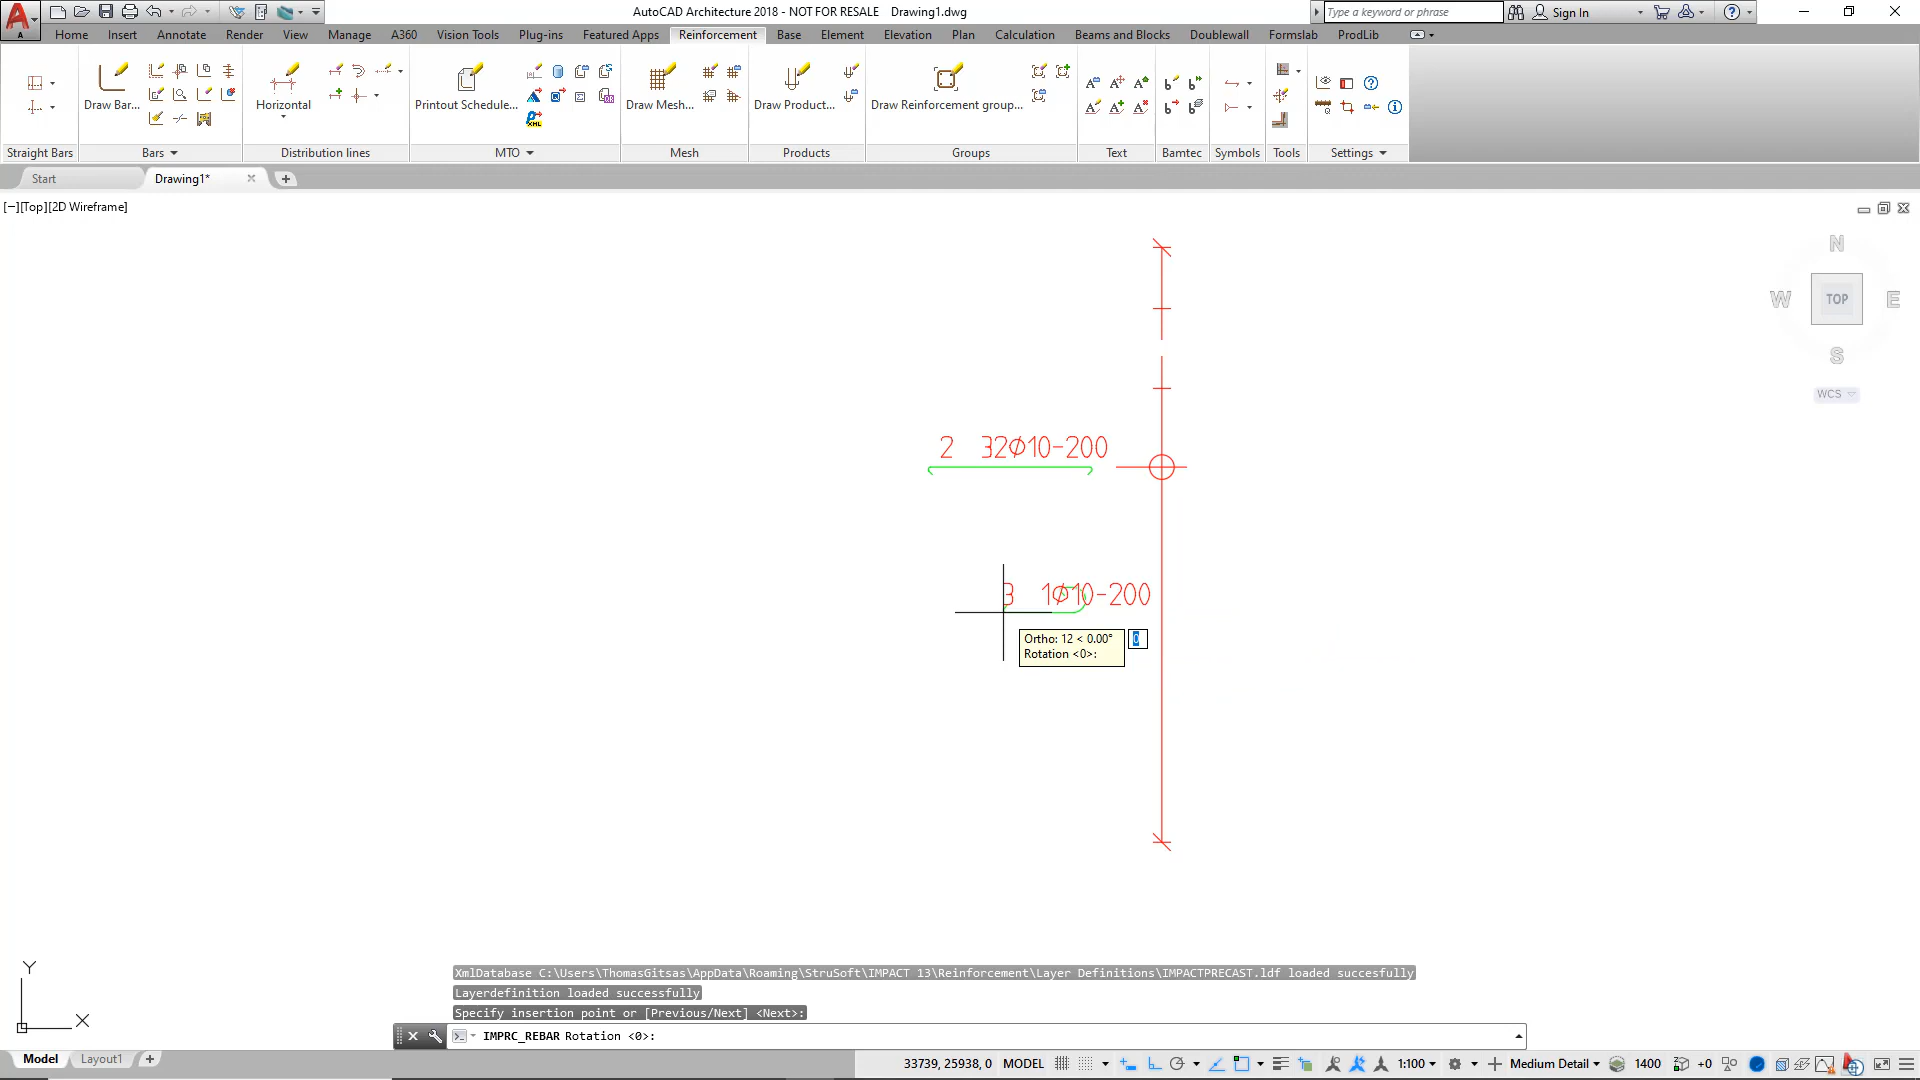 AutoCAD Architecture 2018 - NOT FOR RESALE Drawing1.dwg
Type a keyword or phrase
Sign In
Home Insert Annotate Render View Manage A360 Vision Tools Plug-ins Featured Apps Reinforcement Base Element Elevation Plan Calculation Beams and Blocks Doublewall Formslab ProdLib
Draw Bar... Horizontal Printout Schedule... Draw Mesh... Draw Product... Draw Reinforcement group...
Straight Bars Bars Distribution lines MTO Mesh Products Groups Text Bamtec Symbols Tools Settings
Start Drawing1*
[−][Top][2D Wireframe]
N
W TOP E
S
WCS
2 32Φ10-200
3 1Φ10-200
Ortho: 12 < 0.00° 0
Rotation <0>:
Y
X
XmlDatabase C:\Users\ThomasGitsas\AppData\Roaming\StruSoft\IMPACT 13\Reinforcement\Layer Definitions\IMPACTPRECAST.ldf loaded succesfully
Layerdefinition loaded successfully
Specify insertion point or [Previous/Next] <Next>:
IMPRC_REBAR Rotation <0>:
Model Layout1
33739, 25938, 0 MODEL 1:100 Medium Detail 1400 +0